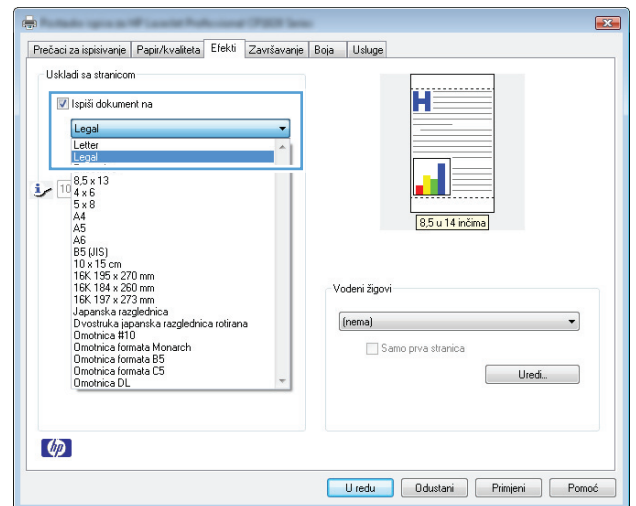 Prečaci za ispisivanje Papir/kvaliteta Efekti Završavanje Boja Usluge
Uskladi sa stranicom
Ispiši dokument na
Legal
Letter
Legal
8,5 x 13
10
4 x 6
5 x 8
A4
A5
A6
B5 (JIS)
10 x 15 cm
16K 195 x 270 mm
16K 184 x 260 mm
16K 197 x 273 mm
Japanska razglednica
Dvostruka japanska razglednica rotirana
Omotnica #10
Omotnica formata Monarch
Omotnica formata B5
Omotnica formata C5
Omotnica DL
H
8,5 u 14 inčima
Vodeni žigovi
(nema)
Samo prva stranica
Uredi...
hp
U redu Odustani Primjeni Pomoć